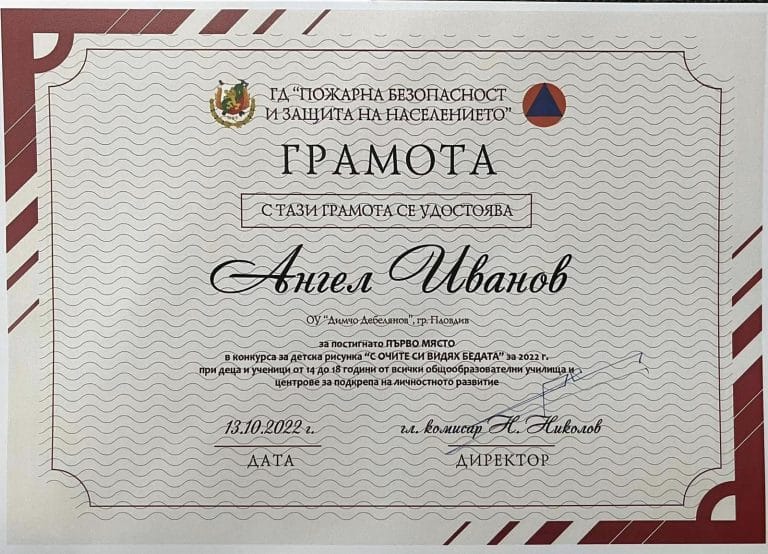 ГД "ПОЖАРНА БЕЗОПАСНОСТ
И ЗАЩИТА НА НАСЕЛЕНИЕТО"
ГРАМОТА
С ТАЗИ ГРАМОТА СЕ УДОСТОЯВА
Ангел Иванов
ОУ "Димчо Дебелянов", гр. Пловдив
за постигнато ПЪРВО МЯСТО
в конкурса за детска рисунка "С ОЧИТЕ СИ ВИДЯХ БЕДАТА" за 2022 г.
при деца и ученици от 14 до 18 години от всички общообразователни училища и
центрове за подкрепа на личностното развитие
13.10.2022 г.
гл. комисар Н. Николов
ДАТА
ДИРЕКТОР